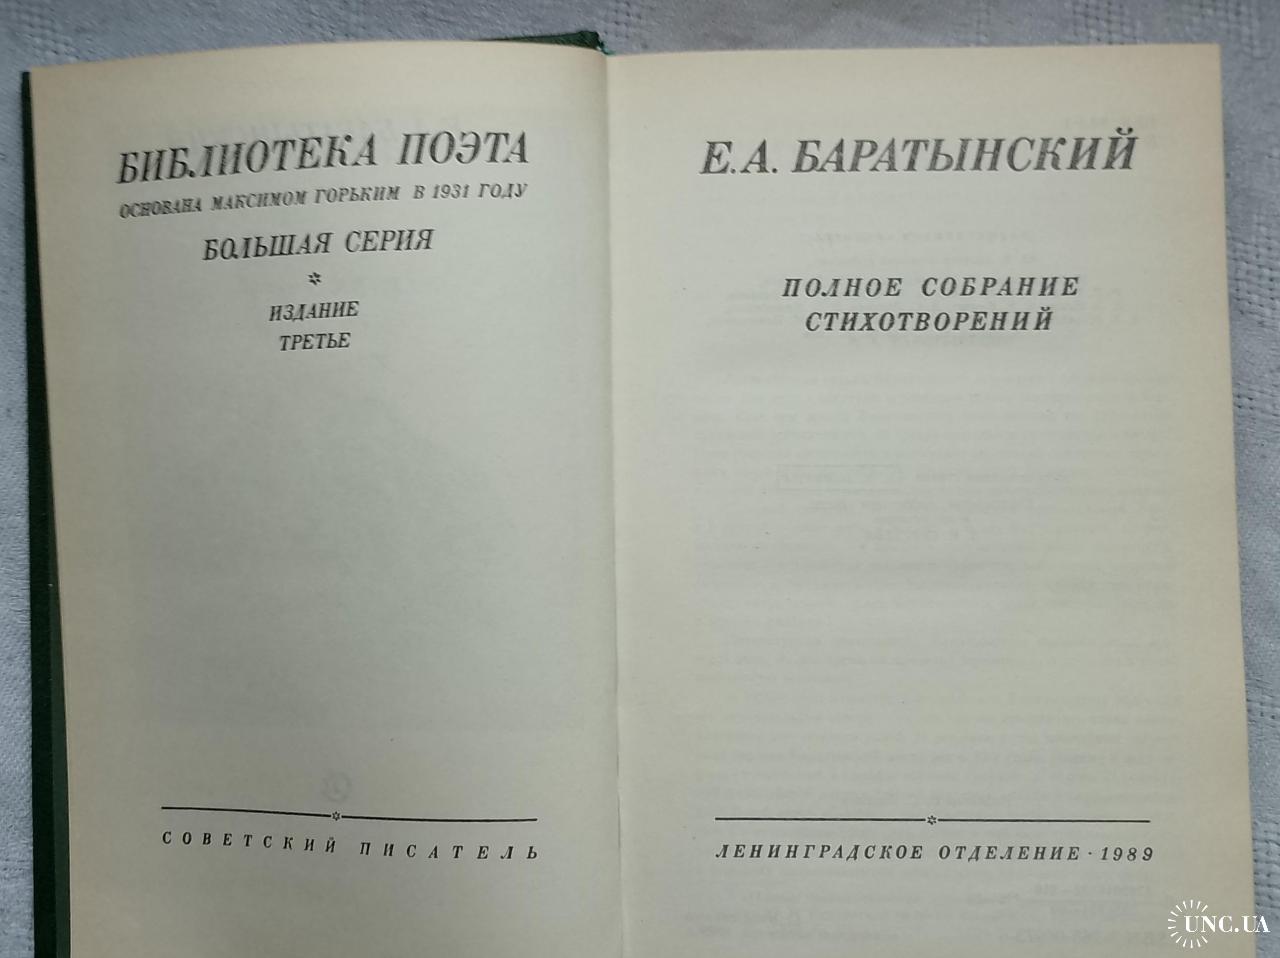 БИБЛИОТЕКА ПОЭТА
ОСНОВАНА МАКСИМОМ ГОРЬКИМ В 1931 ГОДУ
БОЛЬШАЯ СЕРИЯ
ИЗДАНИЕ
ТРЕТЬЕ
СОВЕТСКИЙ ПИСАТЕЛЬ
Е.А. БАРАТЫНСКИЙ
ПОЛНОЕ СОБРАНИЕ
СТИХОТВОРЕНИЙ
ЛЕНИНГРАДСКОЕ ОТДЕЛЕНИЕ · 1989
UNC.UA